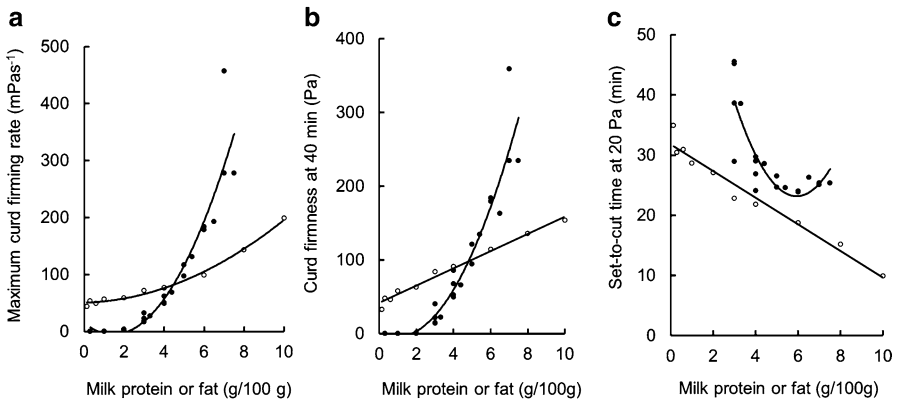 a
Maximum curd firming rate (mPas⁻¹)
500
400
300
200
100
0
0 2 4 6 8 10
Milk protein or fat (g/100 g)
b
Curd firmness at 40 min (Pa)
400
300
200
100
0
0 2 4 6 8 10
Milk protein or fat (g/100g)
c
Set-to-cut time at 20 Pa (min)
50
40
30
20
10
0
0 2 4 6 8 10
Milk protein or fat (g/100g)